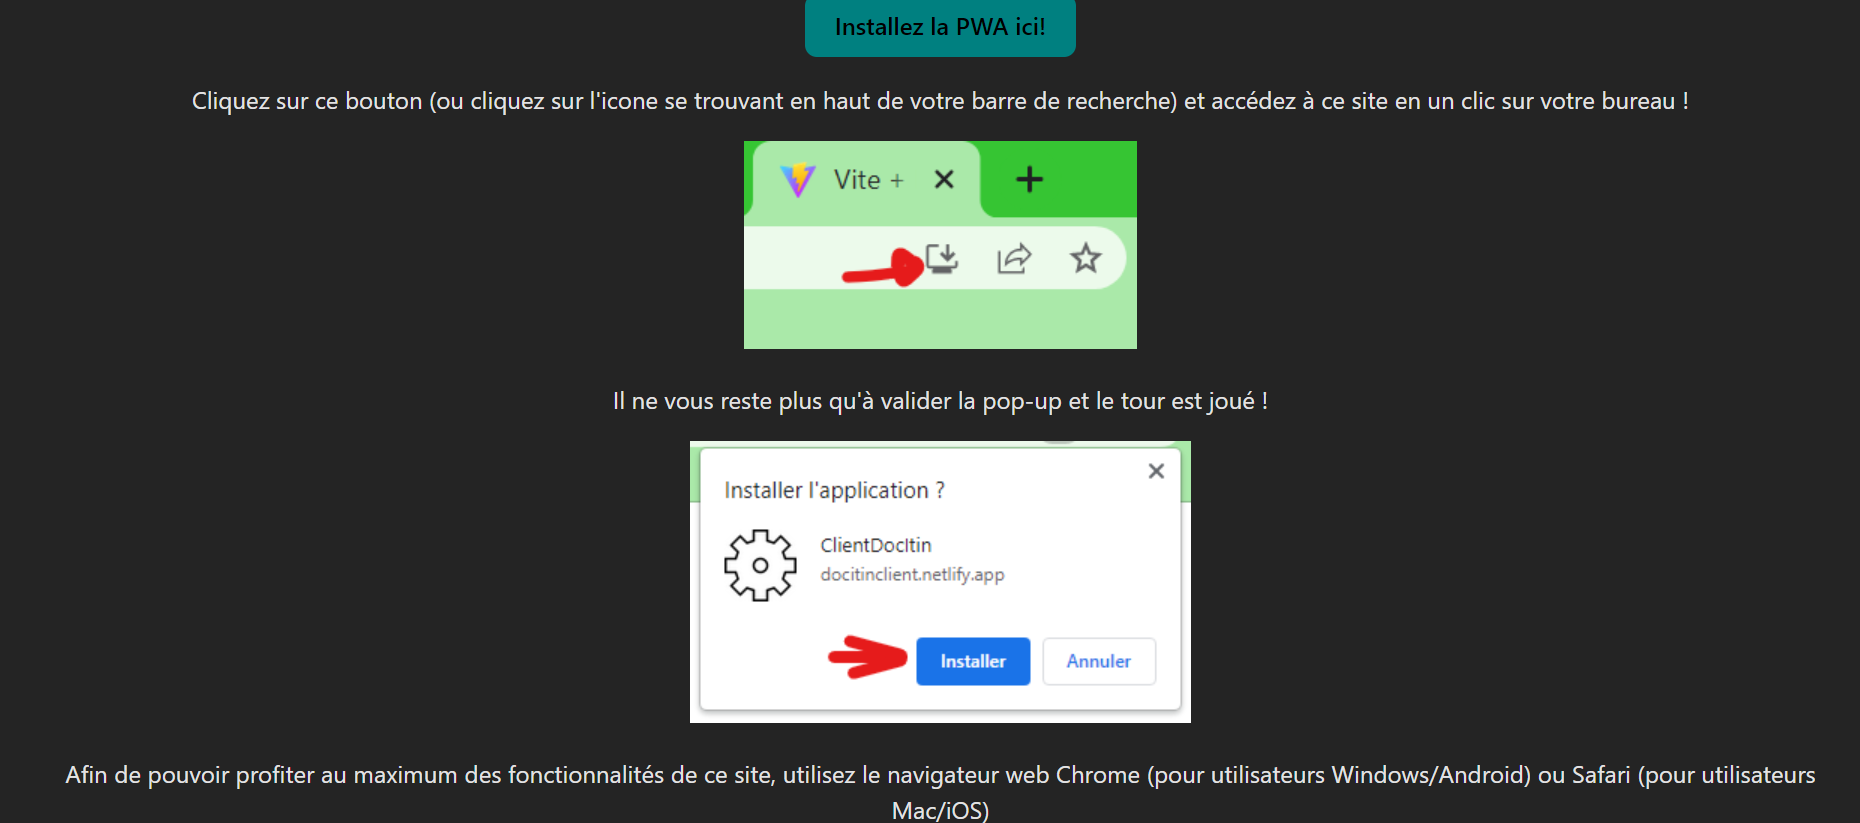 Installez la PWA ici!
Cliquez sur ce bouton (ou cliquez sur l'icone se trouvant en haut de votre barre de recherche) et accédez à ce site en un clic sur votre bureau !
Vite +
Il ne vous reste plus qu'à valider la pop-up et le tour est joué !
Installer l'application ?
ClientDocItin
docitinclient.netlify.app
Installer Annuler
Afin de pouvoir profiter au maximum des fonctionnalités de ce site, utilisez le navigateur web Chrome (pour utilisateurs Windows/Android) ou Safari (pour utilisateurs
Mac/iOS)